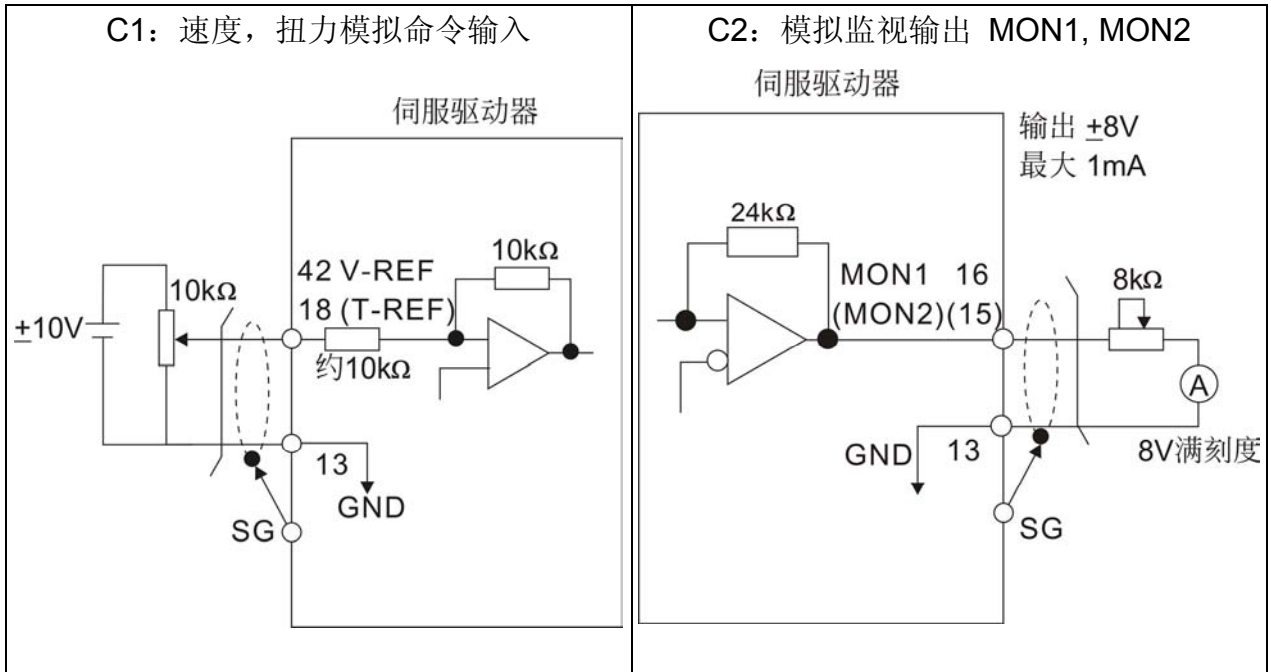 C1：速度，扭力模拟命令输入
伺服驱动器
10kΩ
42 V-REF
10kΩ
18 (T-REF)
±10V
约10kΩ
13
GND
SG
C2：模拟监视输出 MON1, MON2
伺服驱动器
输出 ±8V
最大 1mA
24kΩ
MON1 16
8kΩ
(MON2)(15)
A
GND 13
8V满刻度
SG